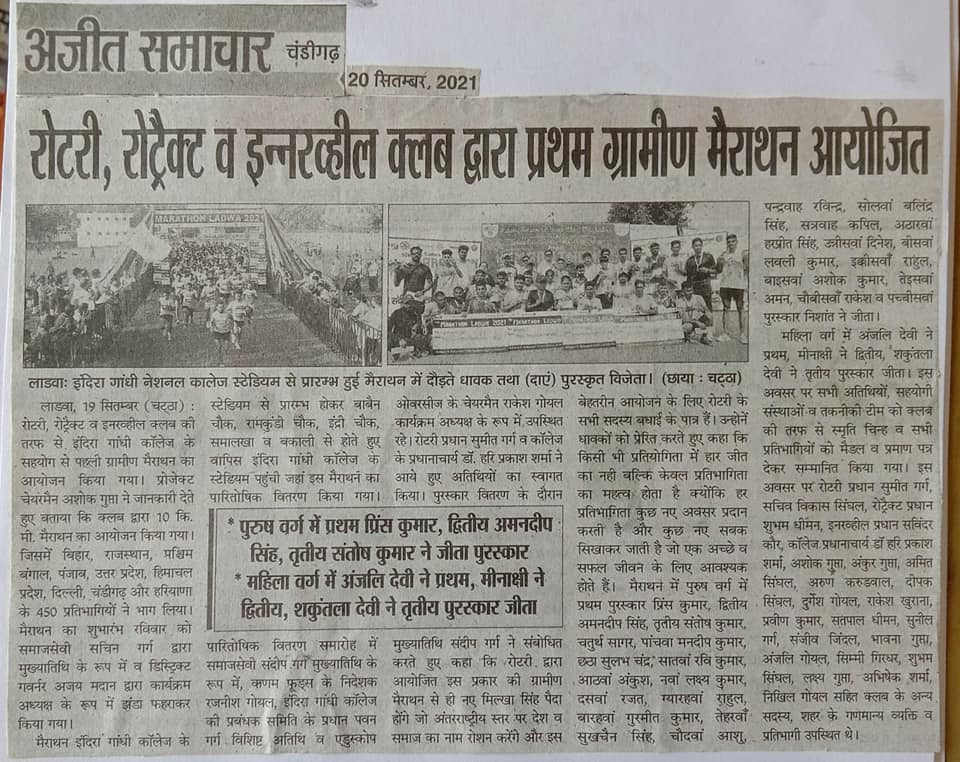 अजीत समाचार चंडीगढ़
20 सितम्बर, 2021
रोटरी, रोट्रैक्ट व इन्नरव्हील क्लब द्वारा प्रथम ग्रामीण मैराथन आयोजित
MARATHON LADWA 2021
MARATHON LADWA 2021
लाडवाः इंदिरा गांधी नेशनल कालेज स्टेडियम से प्रारम्भ हुई मैराथन में दौड़ते धावक तथा (दाएं) पुरस्कृत विजेता। (छाया : चट्ठा)
लाडवा, 19 सितम्बर (चट्ठा) :
रोटरी, रोट्रेक्ट व इनरव्हील क्लब की
तरफ से, इंदिरा गांधी कॉलेज के
सहयोग से पहली ग्रामीण मैराथन का
आयोजन किया गया। प्रोजेक्ट
चेयरमैन अशोक गुप्ता ने जानकारी देते
हुए बताया कि क्लब द्वारा 10 कि.
मी. मैराथन का आयोजन किया गया।
जिसमें बिहार, राजस्थान, पश्चिम
बंगाल, पंजाब, उत्तर प्रदेश, हिमाचल
प्रदेश, दिल्ली, चंडीगढ़ और हरियाणा
के 450 प्रतिभागियों ने भाग लिया।
मैराथन का शुभारंभ रविवार को
समाजसेवी सचिन गर्ग द्वारा
मुख्यातिथि के रूप में व डिस्ट्रिक्ट
गवर्नर अजय मदान द्वारा कार्यक्रम
अध्यक्ष के रूप में झंडा फहराकर
किया गया।
मैराथन इंदिरा गांधी कॉलेज के
स्टेडियम से प्रारंभ होकर बाबैन
चौक, रामकुंडी चौक, इंद्री चौक,
समालखा व बकाली से होते हुए
वापिस इंदिरा गांधी कॉलेज के
स्टेडियम पहुंची जहां इस मैराथन का
पारितोषिक वितरण किया गया।
पारितोषिक वितरण समारोह में
समाजसेवी संदीप गर्ग मुख्यातिथि के
रूप में, कणम फूड्स के निदेशक
रजनीश गोयल, इंदिरा गांधी कॉलेज
की प्रबंधक समिति के प्रधान पवन
गर्ग विशिष्ट अतिथि व एडुस्कोप
ओवरसीज के चेयरमैन राकेश गोयल
कार्यक्रम अध्यक्ष के रूप में उपस्थित
रहे। रोटरी प्रधान सुमीत गर्ग व कॉलेज
के प्रधानाचार्य डॉ. हरि प्रकाश शर्मा ने
आये हुए अतिथियों का स्वागत
किया। पुरस्कार वितरण के दौरान
* पुरुष वर्ग में प्रथम प्रिंस कुमार, द्वितीय अमनदीप
सिंह, तृतीय संतोष कुमार ने जीता पुरस्कार
* महिला वर्ग में अंजलि देवी ने प्रथम, मीनाक्षी ने
द्वितीय, शकुंतला देवी ने तृतीय पुरस्कार जीता
मुख्यातिथि संदीप गर्ग ने संबोधित
करते हुए कहा कि रोटरी द्वारा
आयोजित इस प्रकार की ग्रामीण
मैराथन से ही नए मिल्खा सिंह पैदा
होंगे जो अंतरराष्ट्रीय स्तर पर देश व
समाज का नाम रोशन करेंगे और इस
बेहतरीन आयोजन के लिए रोटरी के
सभी सदस्य बधाई के पात्र हैं। उन्होनें
धावकों को प्रेरित करते हुए कहा कि
किसी भी प्रतियोगिता में हार जीत
का नही बल्कि केवल प्रतिभागिता
का महत्व होता है क्योंकि हर
प्रतिभागिता कुछ नए अवसर प्रदान
करती है और कुछ नए सबक
सिखाकर जाती है जो एक अच्छे व
सफल जीवन के लिए आवश्यक
होते हैं। मैराथन में पुरुष वर्ग में
प्रथम पुरस्कार प्रिंस कुमार, द्वितीय
अमनदीप सिंह, तृतीय संतोष कुमार,
चतुर्थ सागर, पांचवा मनदीप कुमार,
छठा सुलभ चंद्र, सातवां रवि कुमार,
आठवां अंकुश, नवां लक्ष्य कुमार,
दसवां रजत, ग्यारहवां राहुल,
बारहवां गुरमीत कुमार, तेहरवाँ
सुखचैन सिंह, चौदवां आशु,
पन्द्रवाह रविन्द्र, सोलवां बलिंद्र
सिंह, सत्रवाह कपिल, अठारवां
हरप्रीत सिंह, उन्नीसवां दिनेश, बीसवां
लवली कुमार, इक्कीसवाँ राहुल,
बाइसवां अशोक कुमार, तेइसवां
अमन, चौबीसवाँ राकेश व पच्चीसवा
पुरस्कार निशांत ने जीता।
महिला वर्ग में अंजलि देवी ने
प्रथम, मीनाक्षी ने द्वितीय, शकुंतला
देवी ने तृतीय पुरस्कार जीता। इस
अवसर पर सभी अतिथियों, सहयोगी
संस्थाओं व तकनीकी टीम को क्लब
की तरफ से स्मृति चिन्ह व सभी
प्रतिभागियों को मैडल व प्रमाण पत्र
देकर सम्मानित किया गया। इस
अवसर पर रोटरी प्रधान सुमीत गर्ग,
सचिव विकास सिंघल, रोट्रैक्ट प्रधान
शुभम धीमन, इनरव्हील प्रधान सविंदर
कौर, कॉलेज प्रधानाचार्य डॉ हरि प्रकाश
शर्मा, अशोक गुप्ता, अंकुर गुप्ता, अमित
सिंघल, अरुण करुडवाल, दीपक
सिंघल, दुर्गेश गोयल, राकेश खुराना,
प्रवीण कुमार, सतपाल धीमन, सुनील
गर्ग, संजीव जिंदल, भावना गुप्ता,
अंजलि गोयल, सिम्मी गिरधर, शुभम
सिंघल, लक्ष्य गुप्ता, अभिषेक शर्मा,
निखिल गोयल सहित क्लब के अन्य
सदस्य, शहर के गणमान्य व्यक्ति व
प्रतिभागी उपस्थित थे।